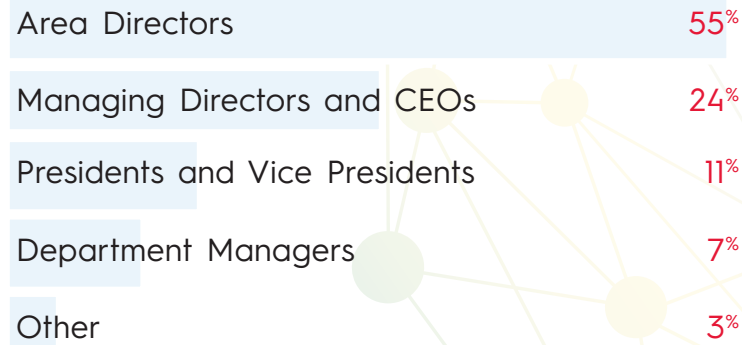 Area Directors 55%
Managing Directors and CEOs 24%
Presidents and Vice Presidents 11%
Department Managers 7%
Other 3%